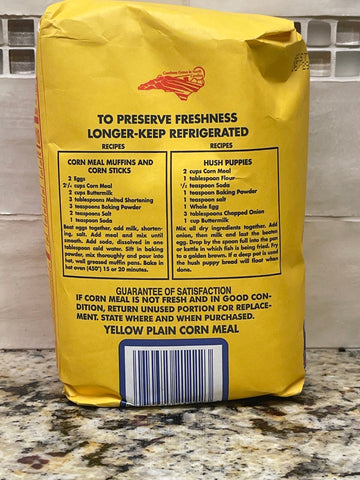 TO PRESERVE FRESHNESS
LONGER-KEEP REFRIGERATED
RECIPES
CORN MEAL MUFFINS AND
CORN STICKS
2 Eggs
2¼ cups Corn Meal
2 cups Buttermilk
3 tablespoons Malted Shortening
3 teaspoons Baking Powder
2 teaspoons Salt
1 teaspoon Soda
Beat eggs together, add milk, shorten-
ing, salt, add meal and mix until
smooth. Add soda, dissolved in one
tablespoon cold water. Sift in baking
powder, mix thoroughly and pour into
hot, wall greased muffin pans. Bake in
hot oven (450°) 15 or 20 minutes.
RECIPES
HUSH PUPPIES
2 cups Corn Meal
1 tablespoon Flour
½ teaspoon Soda
1 teaspoon Baking Powder
1 teaspoon salt
1 Whole Egg
3 tablespoons Chopped Onion
1 cup Buttermilk
Mix all dry ingredients together. Add
onion, then milk and last the beaten
egg. Drop by the spoon full into the pan
or kettle in which fish is being fried. Fry
to a golden brown. If a deep pot is used
the hush puppy bread will float when
done.
GUARANTEE OF SATISFACTION
IF CORN MEAL IS NOT FRESH AND IN GOOD CON-
DITION, RETURN UNUSED PORTION FOR REPLACE-
MENT. STATE WHERE AND WHEN PURCHASED.
YELLOW PLAIN CORN MEAL